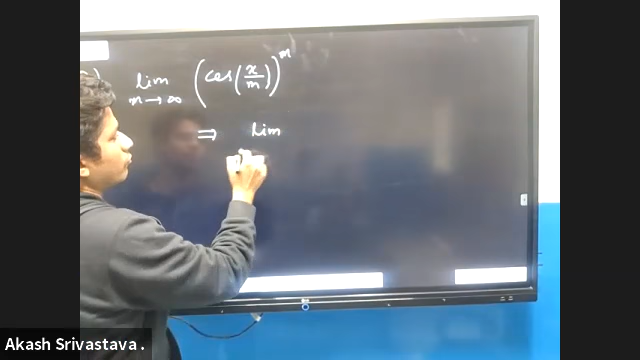 lim (cos(x/m))^m
m → ∞
⇒ lim
Akash Srivastava .